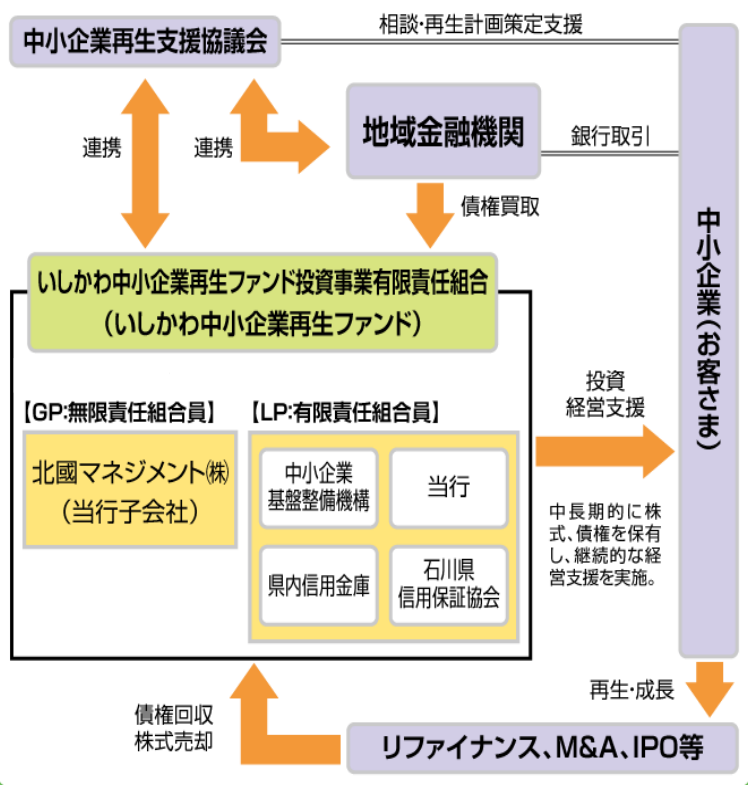 中小企業再生支援協議会
相談・再生計画策定支援
連携
連携
地域金融機関
銀行取引
債権買取
中小企業(お客さま)
いしかわ中小企業再生ファンド投資事業有限責任組合
(いしかわ中小企業再生ファンド)
【GP:無限責任組合員】
北國マネジメント㈱
(当行子会社)
【LP:有限責任組合員】
中小企業
基盤整備機構
当行
県内信用金庫
石川県
信用保証協会
投資
経営支援
中長期的に株
式、債権を保有
し、継続的な経
営支援を実施。
再生・成長
債権回収
株式売却
リファイナンス、M&A、IPO等